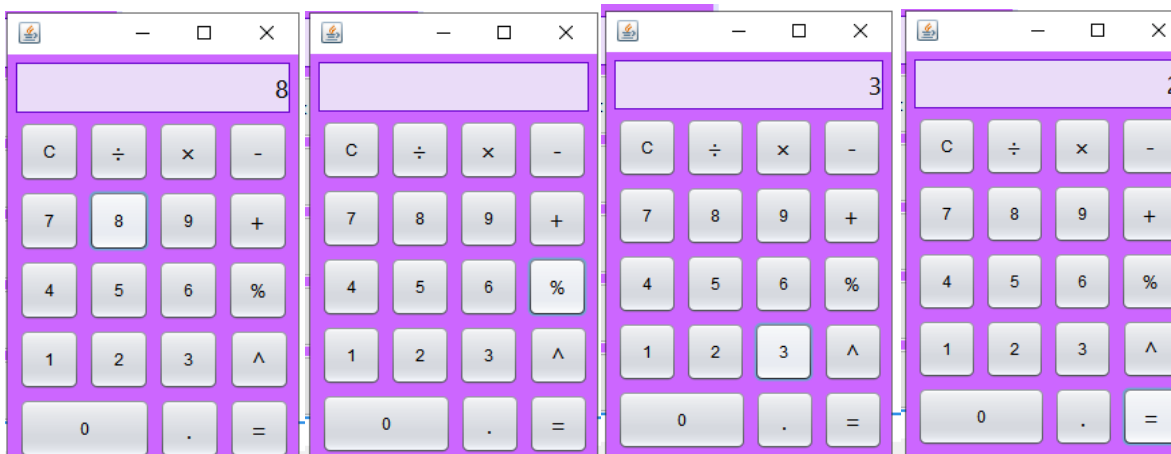 8
C ÷ × -
7 8 9 +
4 5 6 %
1 2 3 ^
0 . =
C ÷ × -
7 8 9 +
4 5 6 %
1 2 3 ^
0 . =
3
C ÷ × -
7 8 9 +
4 5 6 %
1 2 3 ^
0 . =
2
C ÷ × -
7 8 9 +
4 5 6 %
1 2 3 ^
0 . =